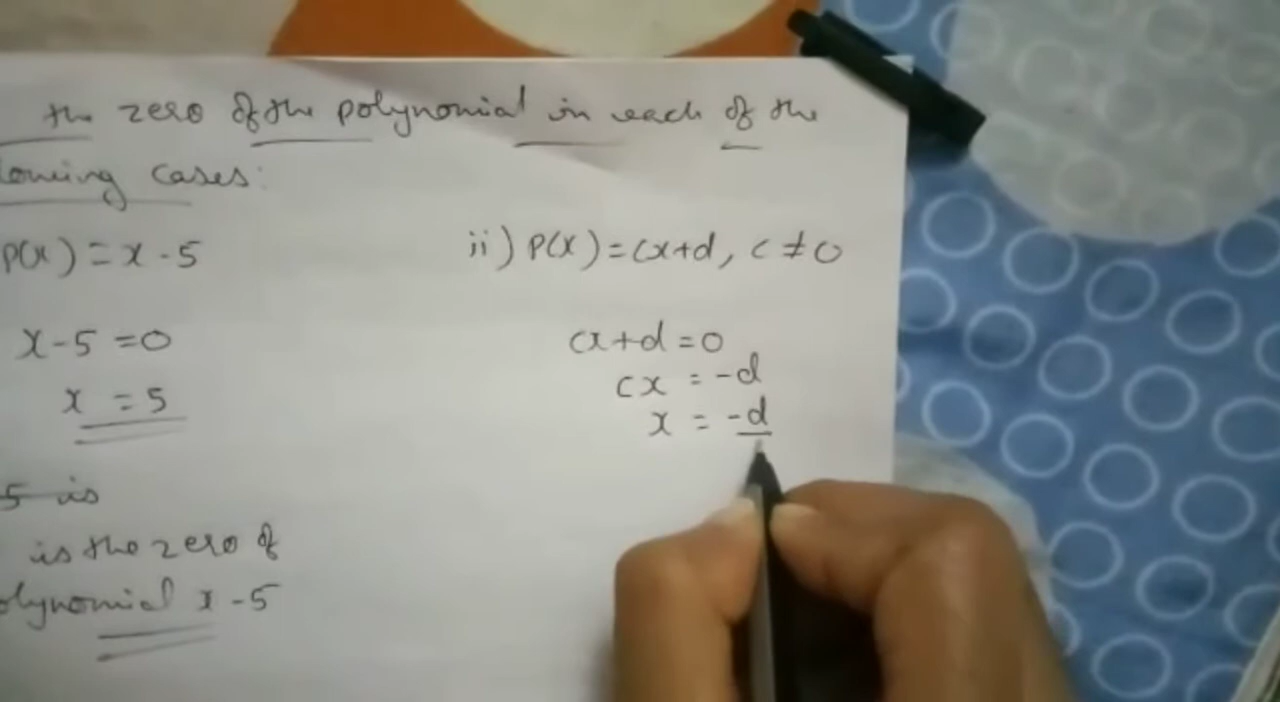 the zero of the polynomial in each of the
lowing cases:
P(x) = x - 5
x - 5 = 0
x = 5
5 is
is the zero of
olynomial x - 5
ii) P(x) = cx + d, c ≠ 0
cx + d = 0
cx = -d
x = -d